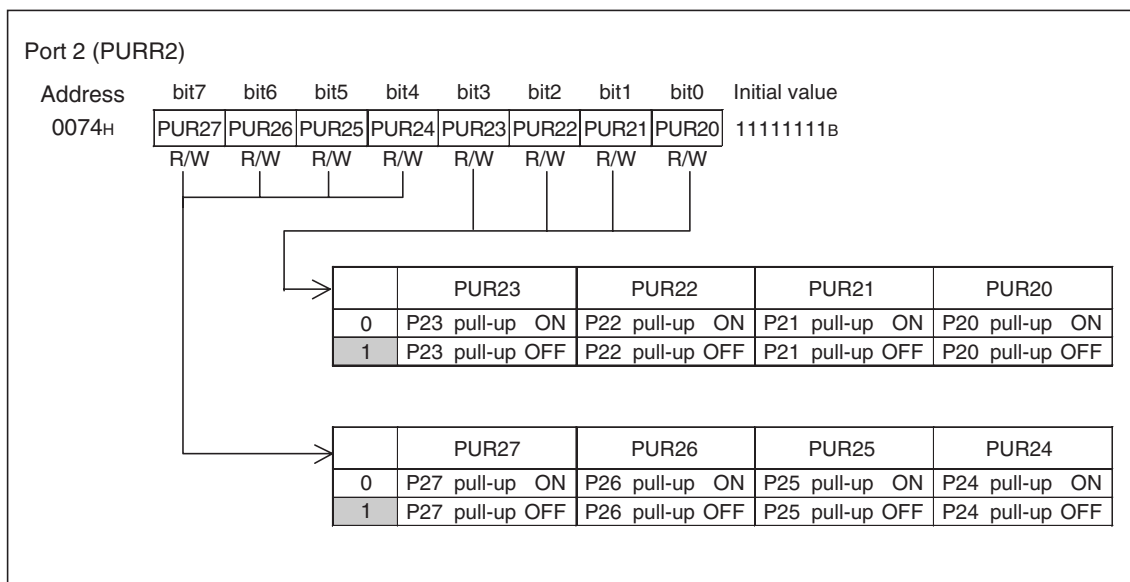 Port 2 (PURR2)
Address bit7 bit6 bit5 bit4 bit3 bit2 bit1 bit0 Initial value
0074H PUR27 PUR26 PUR25 PUR24 PUR23 PUR22 PUR21 PUR20 11111111B
R/W R/W R/W R/W R/W R/W R/W R/W
PUR23 PUR22 PUR21 PUR20
0 P23 pull-up ON P22 pull-up ON P21 pull-up ON P20 pull-up ON
1 P23 pull-up OFF P22 pull-up OFF P21 pull-up OFF P20 pull-up OFF
PUR27 PUR26 PUR25 PUR24
0 P27 pull-up ON P26 pull-up ON P25 pull-up ON P24 pull-up ON
1 P27 pull-up OFF P26 pull-up OFF P25 pull-up OFF P24 pull-up OFF